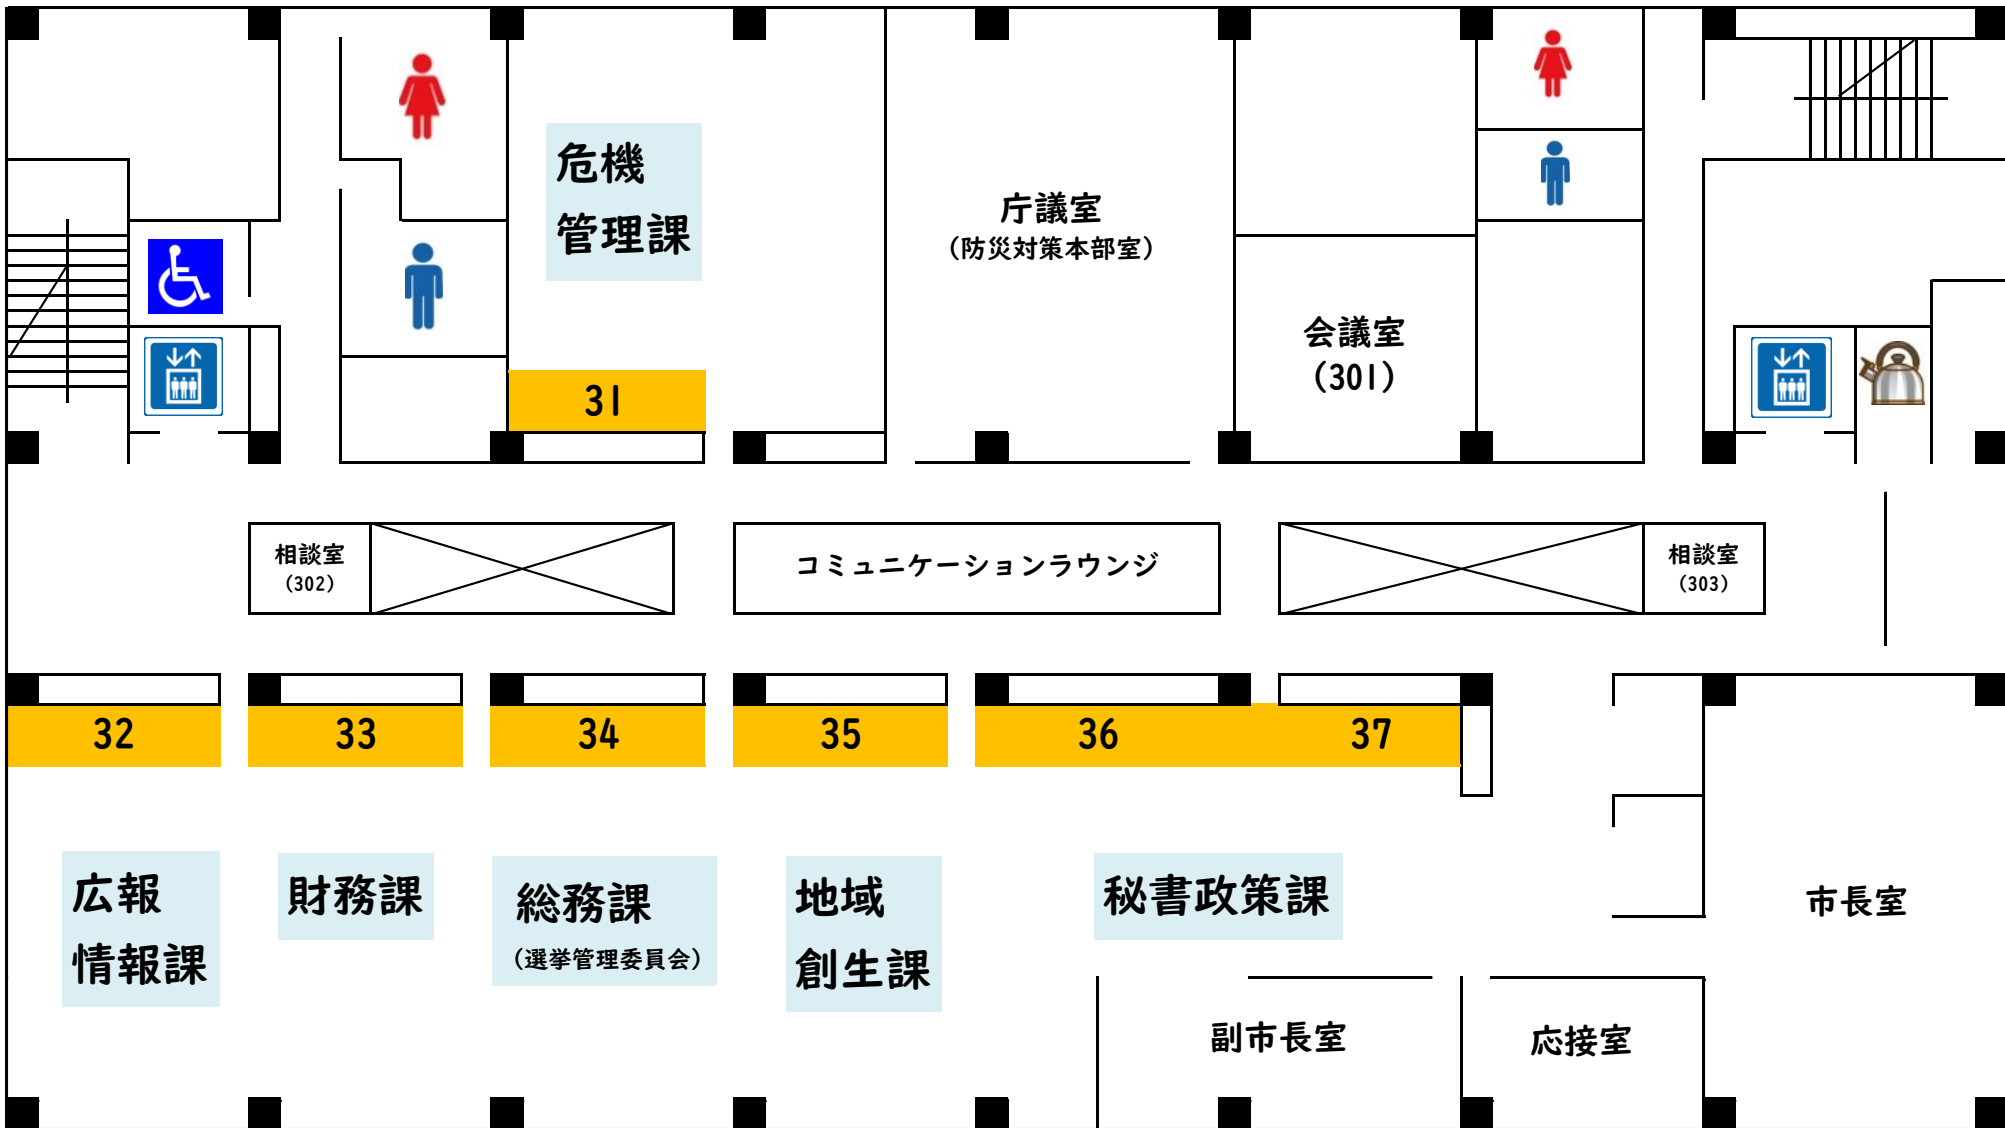 危機
管理課
庁議室
（防災対策本部室）
会議室
（301）
31
相談室
（302）
コミュニケーションラウンジ
相談室
（303）
32
33
34
35
36
37
広報
情報課
財務課
総務課
（選挙管理委員会）
地域
創生課
秘書政策課
市長室
副市長室
応接室